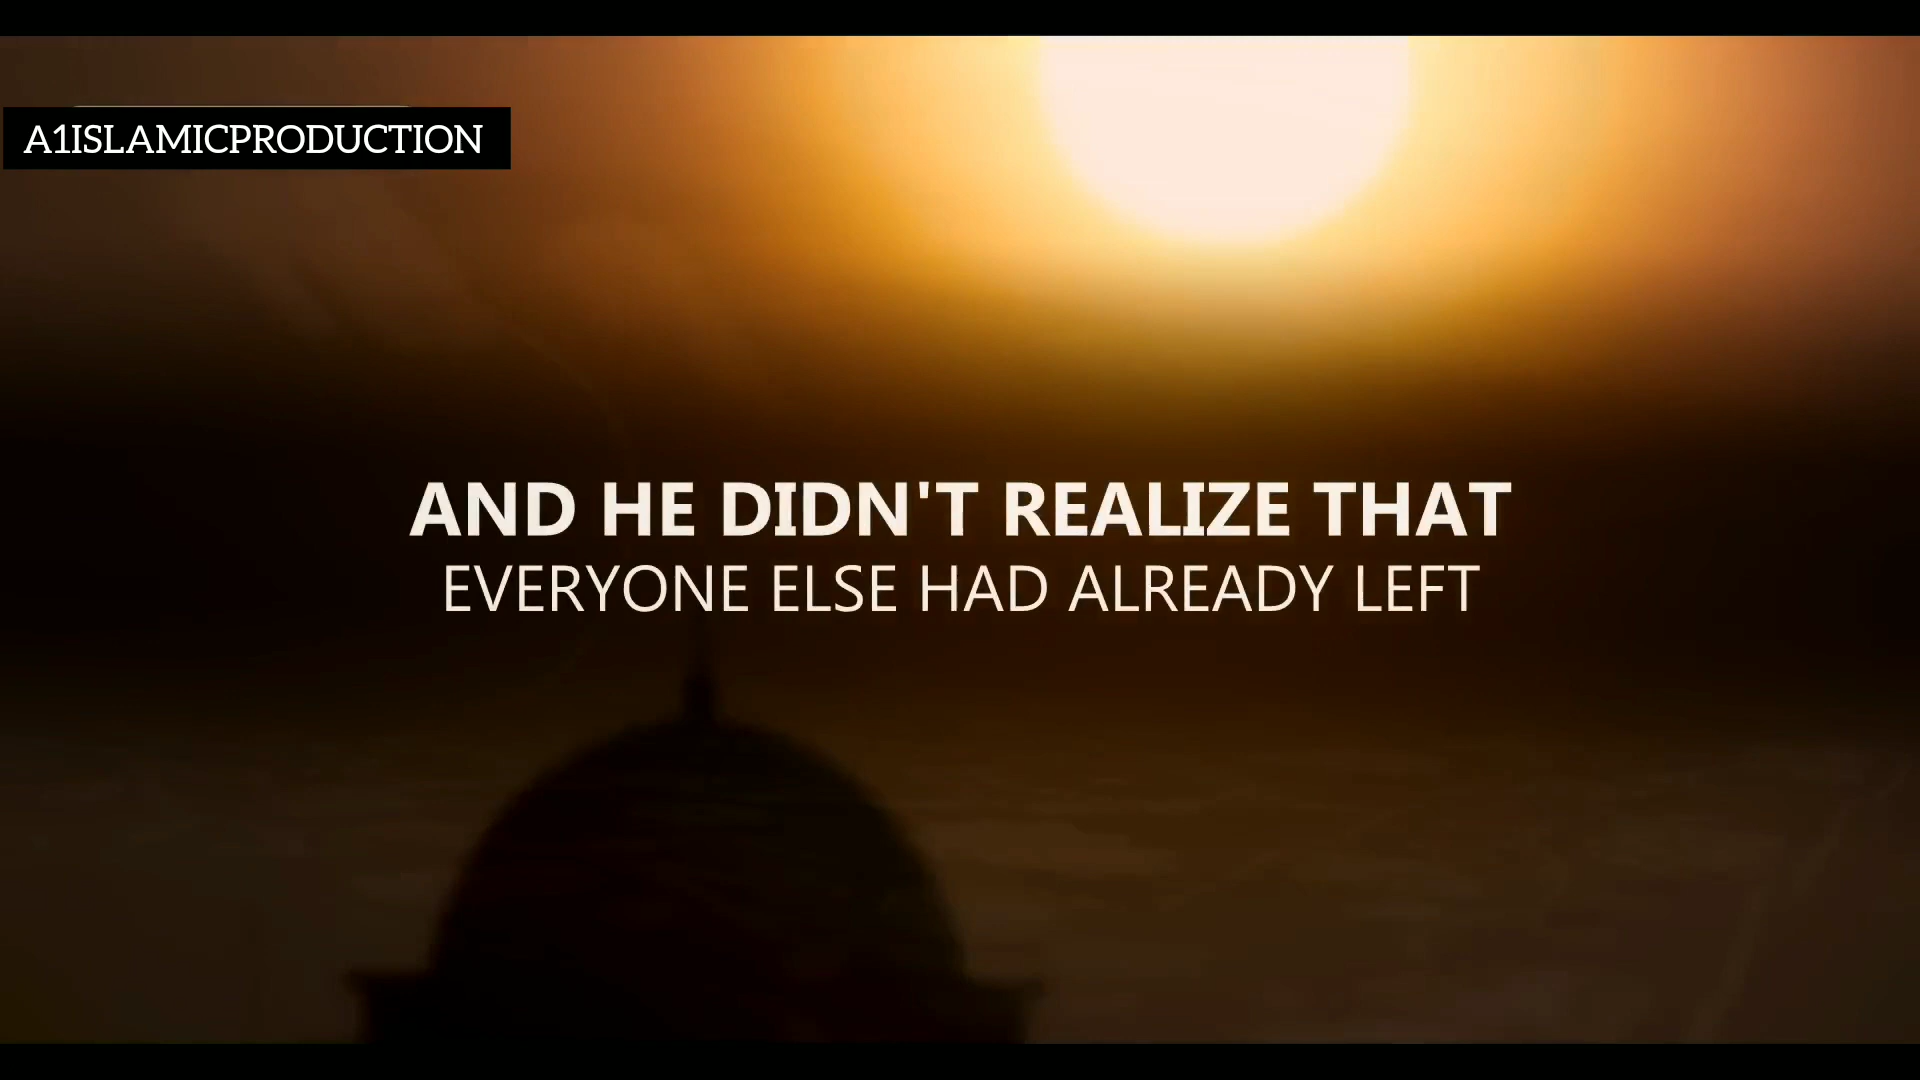 A1ISLAMICPRODUCTION
AND HE DIDN'T REALIZE THAT
EVERYONE ELSE HAD ALREADY LEFT